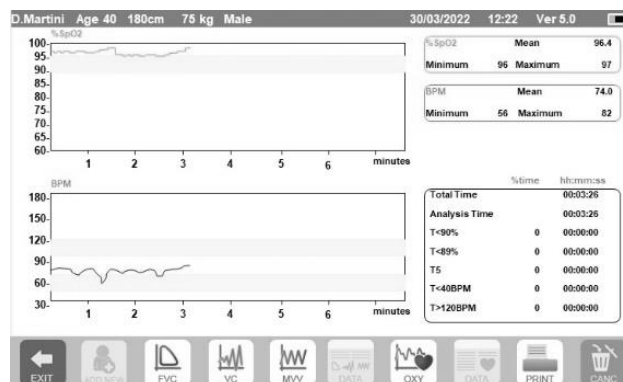 D.Martini Age 40 180cm 75 kg Male 30/03/2022 12:22 Ver 5.0
%SpO2
100
95
90
85
80
75
70
65
60
1 2 3 4 5 6 minutes
%SpO2 Mean 96.4
Minimum 96 Maximum 97
BPM Mean 74.0
Minimum 56 Maximum 82
BPM
180
150
120
90
60
30
1 2 3 4 5 6 minutes
%time hh:mm:ss
Total Time 00:03:26
Analysis Time 00:03:26
T<90% 0 00:00:00
T<89% 0 00:00:00
T5 0 00:00:00
T<40BPM 0 00:00:00
T>120BPM 0 00:00:00
EXIT ADD NEW FVC VC MVV DATA OXY DATA PRINT CANC